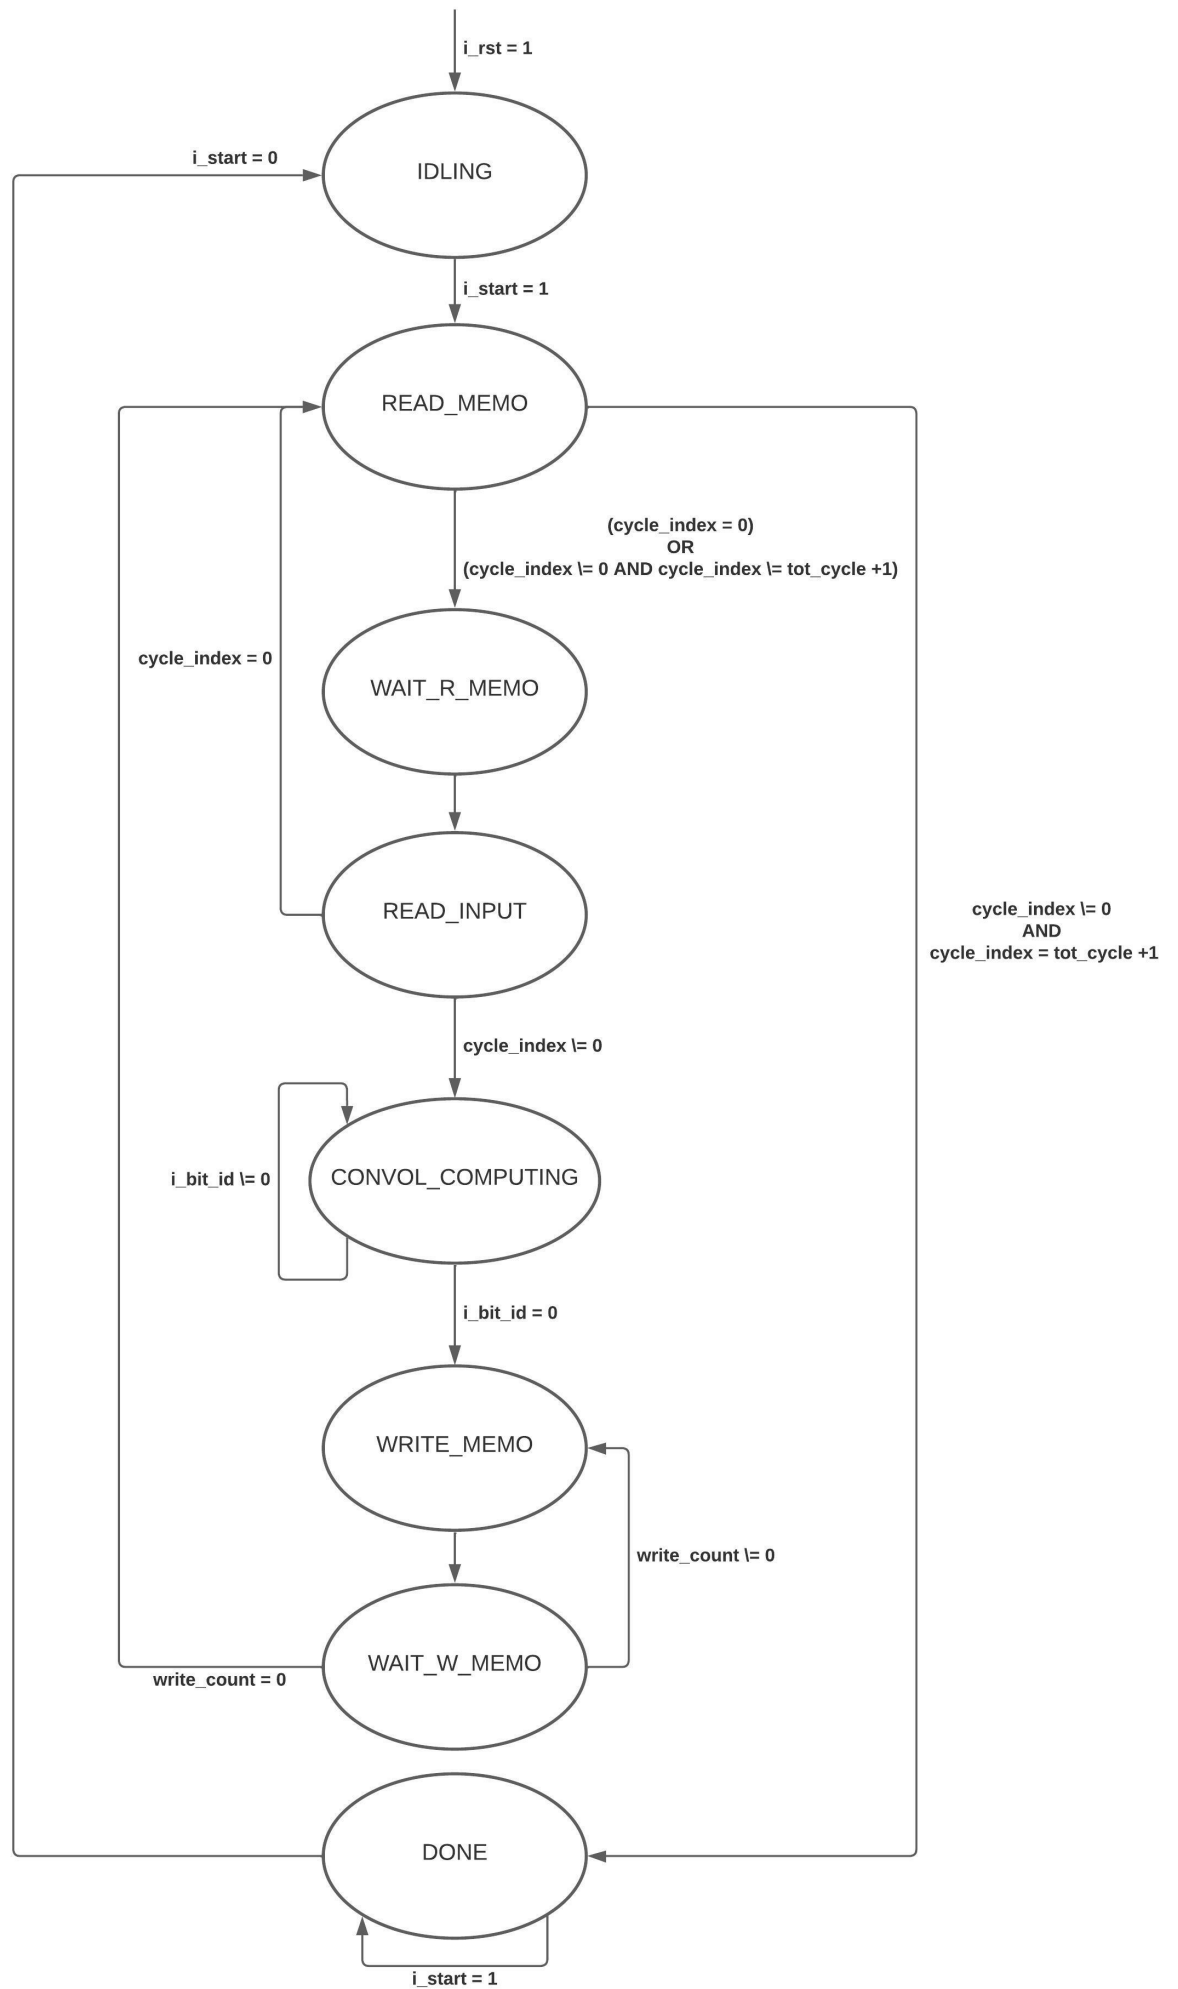 i_rst = 1
i_start = 0
IDLING
i_start = 1
READ_MEMO
(cycle_index = 0)
OR
(cycle_index \= 0 AND cycle_index \= tot_cycle +1)
cycle_index = 0
WAIT_R_MEMO
READ_INPUT
cycle_index \= 0
AND
cycle_index = tot_cycle +1
cycle_index \= 0
i_bit_id \= 0
CONVOL_COMPUTING
i_bit_id = 0
WRITE_MEMO
write_count \= 0
WAIT_W_MEMO
write_count = 0
DONE
i_start = 1